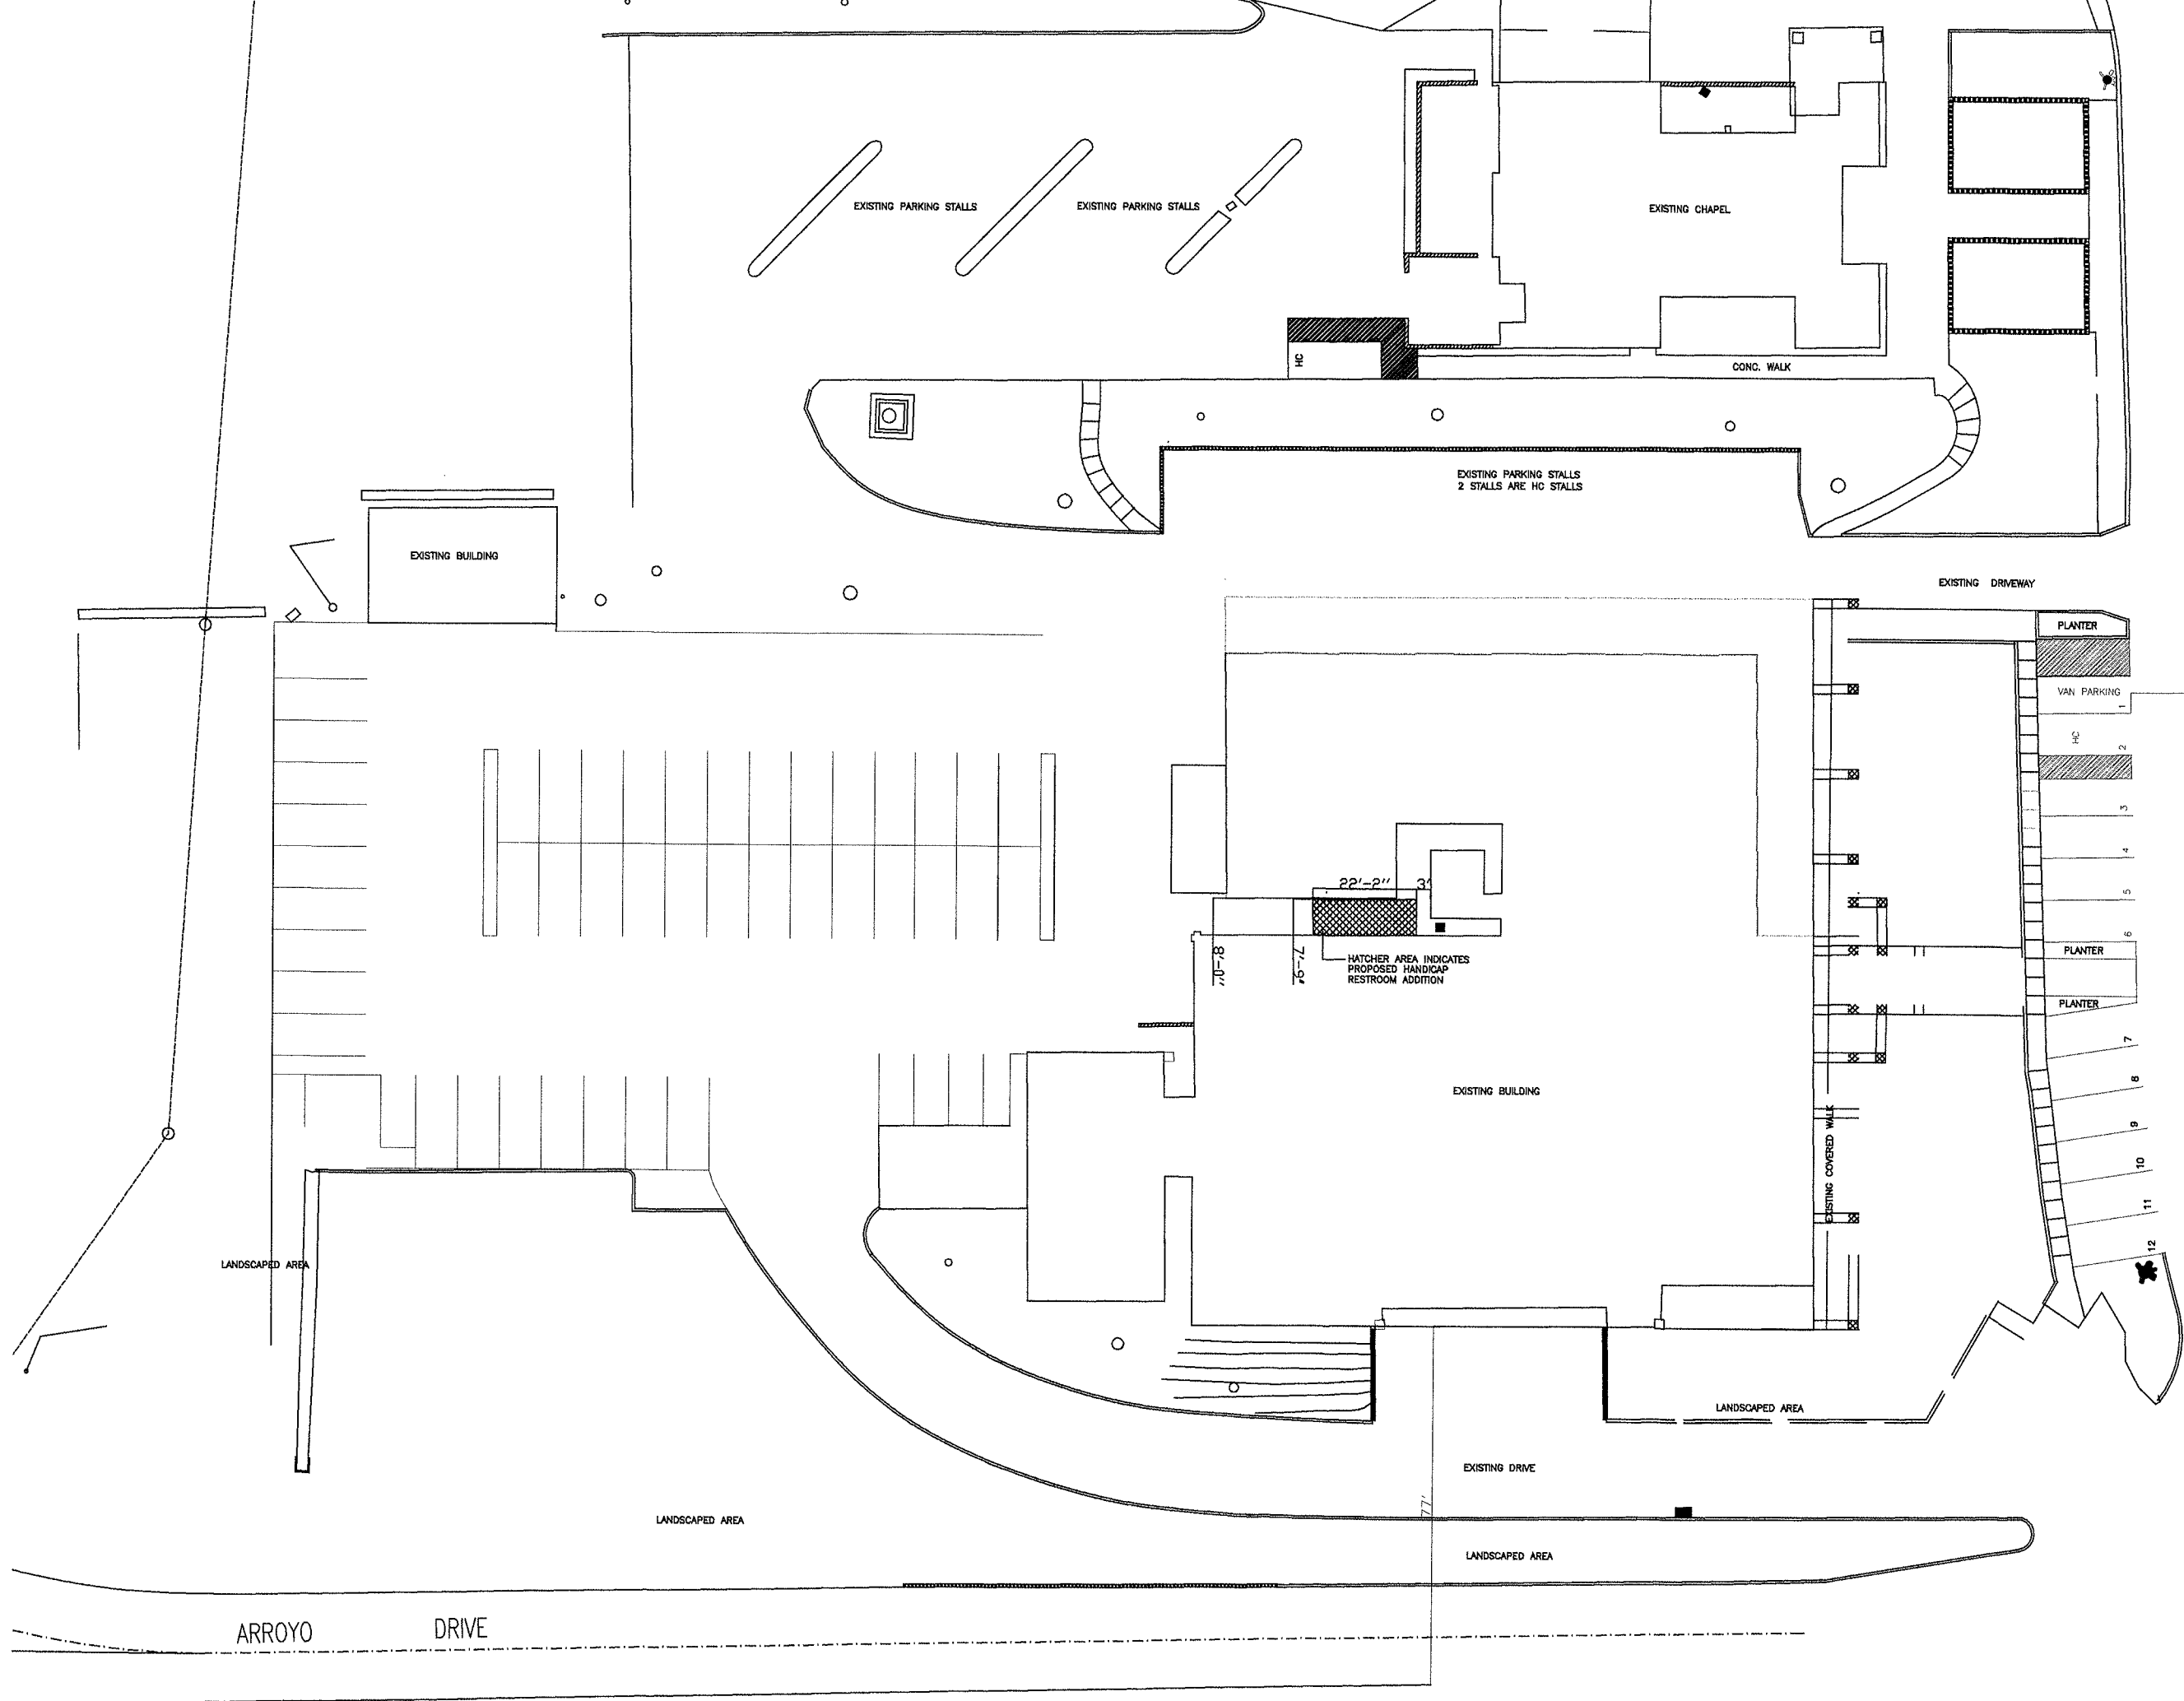 EXISTING PARKING STALLS
EXISTING PARKING STALLS
EXISTING CHAPEL
HC
CONC. WALK
EXISTING PARKING STALLS
2 STALLS ARE HC STALLS
EXISTING BUILDING
EXISTING DRIVEWAY
PLANTER
VAN PARKING
1
HC
2
3
4
5
6
22'-2"
3'
8'-0"
7'-9"
HATCHER AREA INDICATES
PROPOSED HANDICAP
RESTROOM ADDITION
PLANTER
PLANTER
7
8
9
10
11
12
EXISTING BUILDING
EXISTING COVERED WALK
LANDSCAPED AREA
LANDSCAPED AREA
EXISTING DRIVE
77'
LANDSCAPED AREA
LANDSCAPED AREA
ARROYO DRIVE